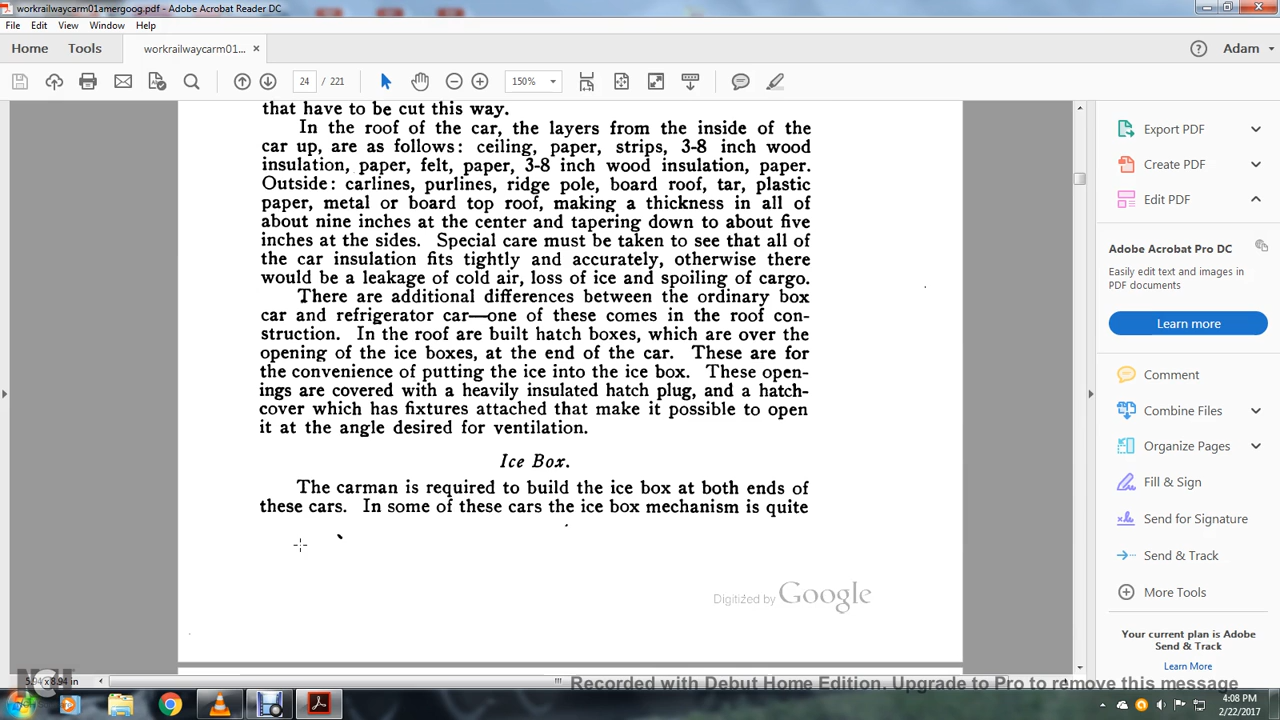 workrailwaycarm01amergoog.pdf - Adobe Acrobat Reader DC
File Edit View Window Help
Home Tools workrailwaycarm01... × Adam
24 / 221 150%
that have to be cut this way.
In the roof of the car, the layers from the inside of the
car up, are as follows: ceiling, paper, strips, 3-8 inch wood
insulation, paper, felt, paper, 3-8 inch wood insulation, paper.
Outside: carlines, purlines, ridge pole, board roof, tar, plastic
paper, metal or board top roof, making a thickness in all of
about nine inches at the center and tapering down to about five
inches at the sides. Special care must be taken to see that all of
the car insulation fits tightly and accurately, otherwise there
would be a leakage of cold air, loss of ice and spoiling of cargo.
There are additional differences between the ordinary box
car and refrigerator car—one of these comes in the roof con-
struction. In the roof are built hatch boxes, which are over the
opening of the ice boxes, at the end of the car. These are for
the convenience of putting the ice into the ice box. These open-
ings are covered with a heavily insulated hatch plug, and a hatch-
cover which has fixtures attached that make it possible to open
it at the angle desired for ventilation.
Ice Box.
The carman is required to build the ice box at both ends of
these cars. In some of these cars the ice box mechanism is quite
Digitized by Google
Export PDF
Create PDF
Edit PDF
Adobe Acrobat Pro DC
Easily edit text and images in
PDF documents
Learn more
Comment
Combine Files
Organize Pages
Fill & Sign
Send for Signature
Send & Track
More Tools
Your current plan is Adobe
Send & Track
Learn More
5.94 x 8.94 in
Recorded with Debut Home Edition. Upgrade to Pro to remove this message
4:08 PM
2/22/2017